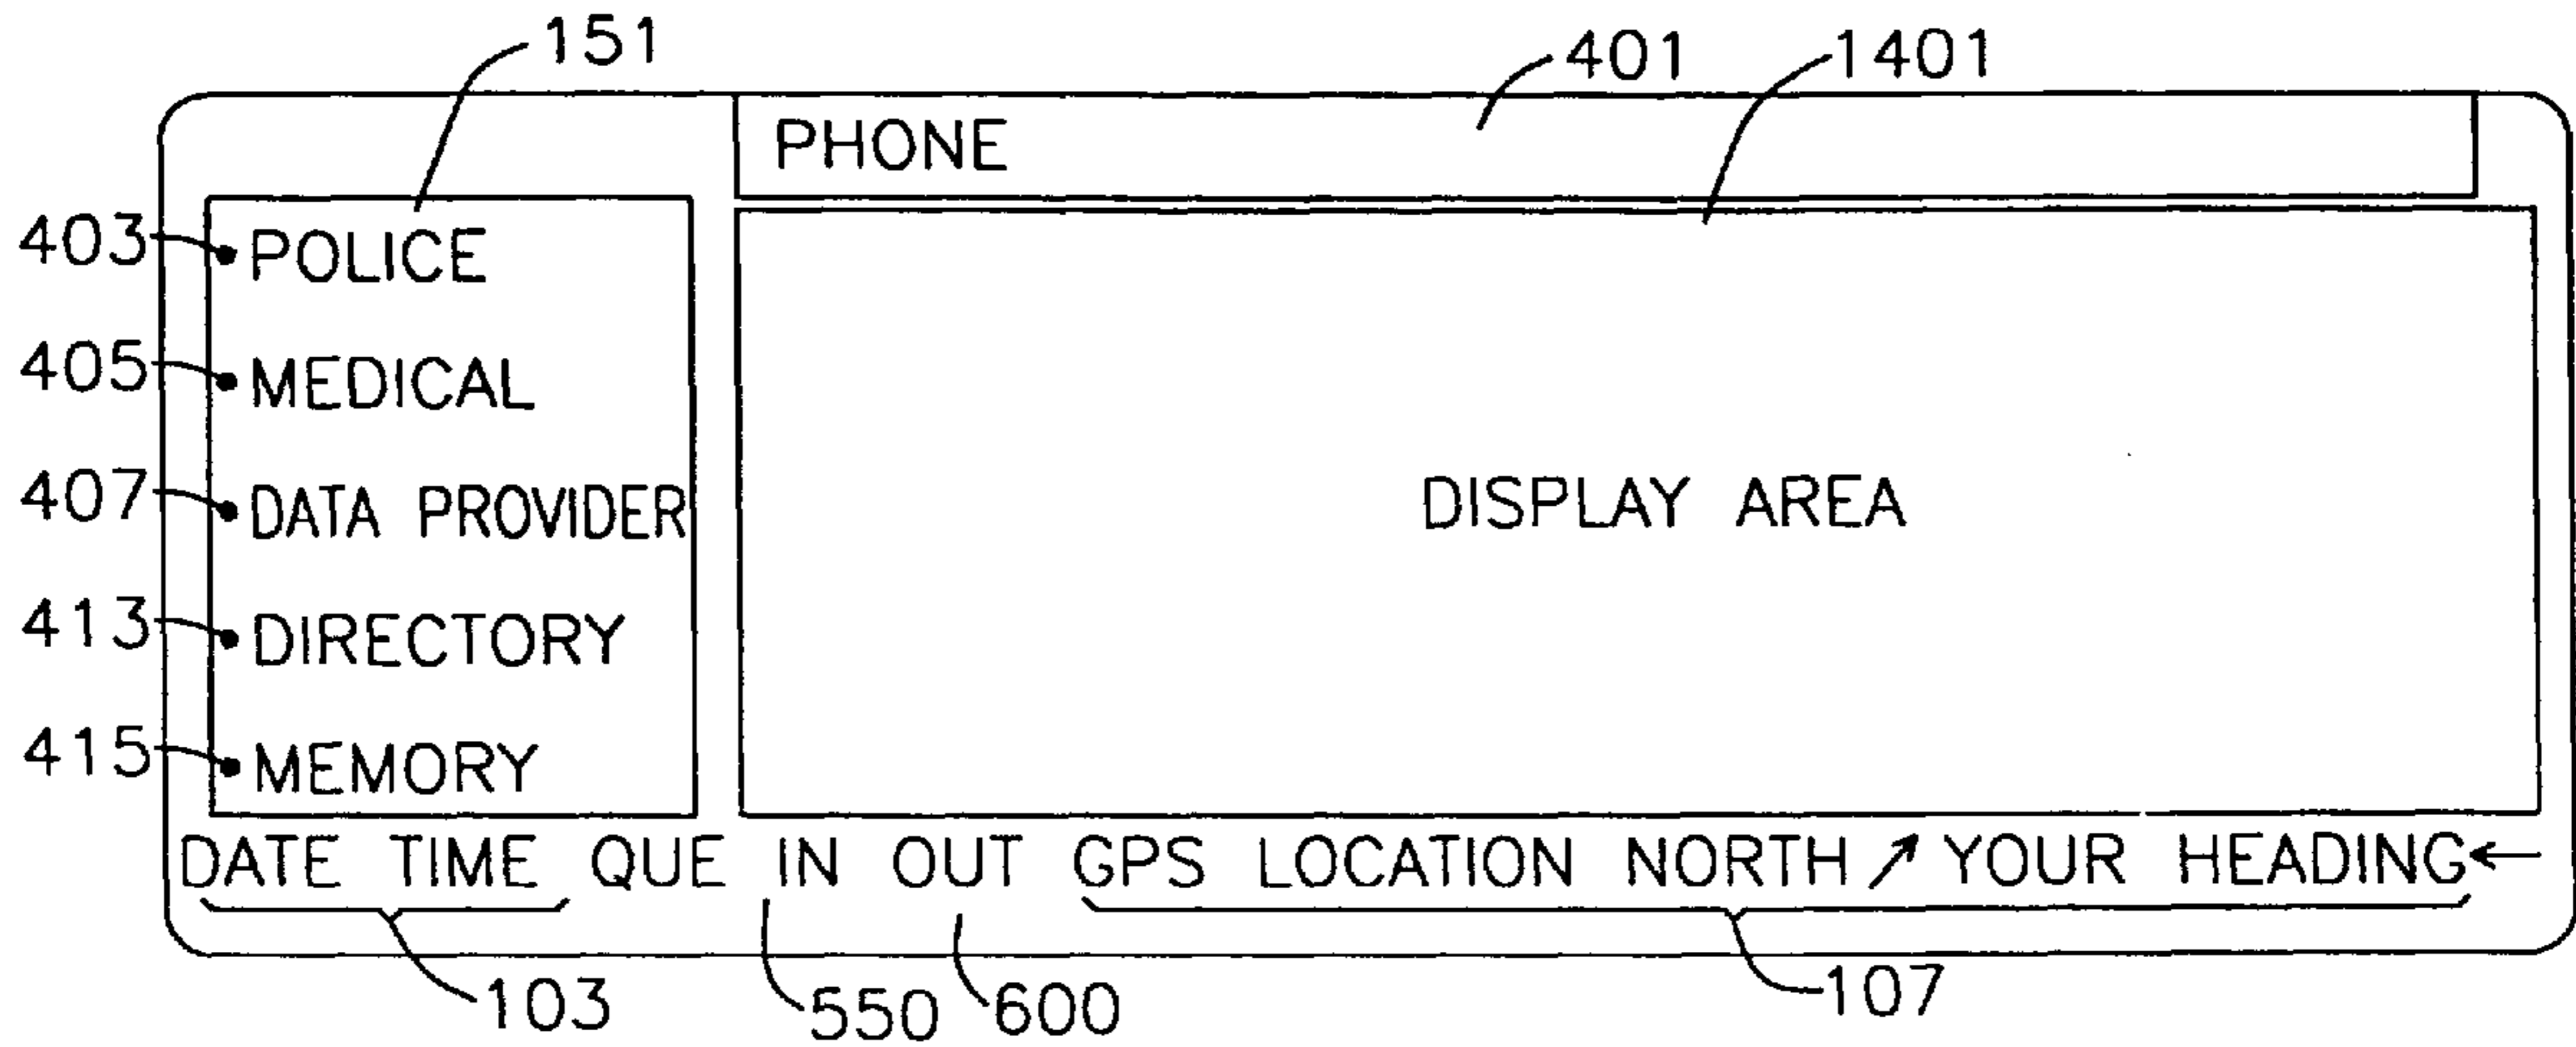 151
401
1401
PHONE
403 • POLICE
405 • MEDICAL
407 • DATA PROVIDER
413 • DIRECTORY
415 • MEMORY
DISPLAY AREA
DATE TIME QUE IN OUT GPS LOCATION NORTH ↗ YOUR HEADING ←
103
550
600
107